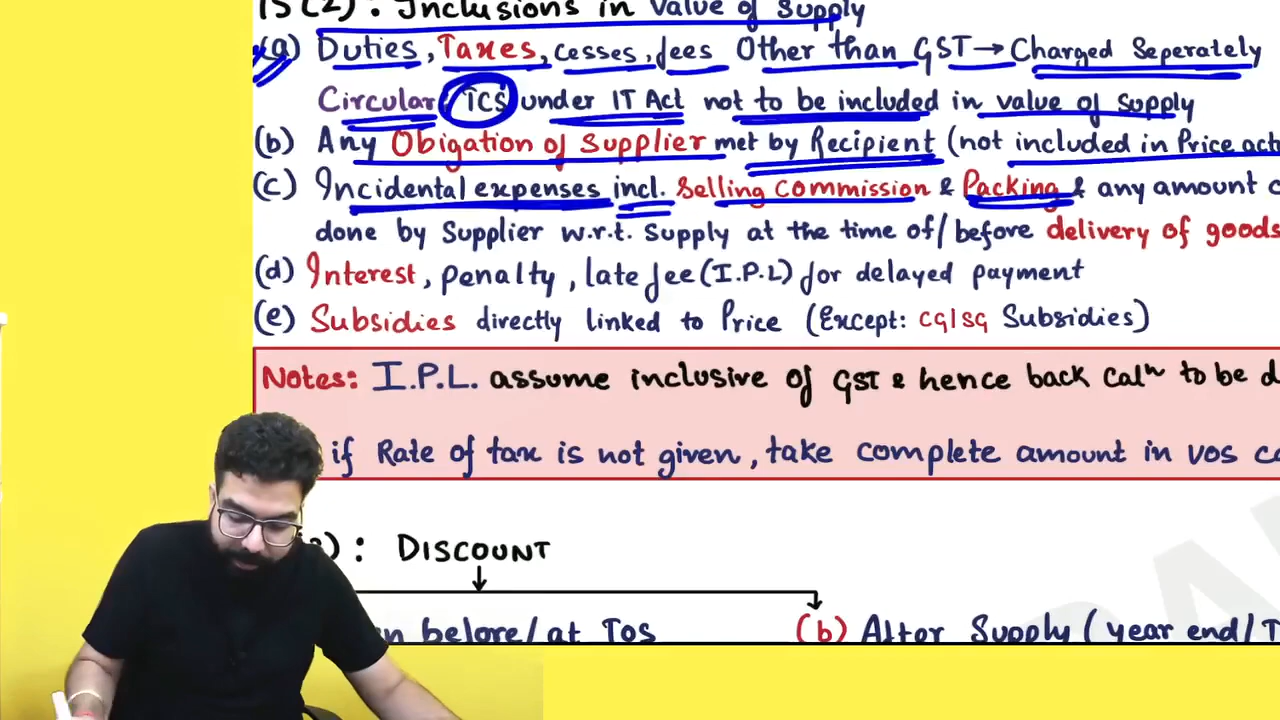 15(2) : Inclusions in Value of Supply
(a) Duties, Taxes, cesses, fees Other than GST → Charged Seperately
Circular TCS under IT Act not to be included in value of supply
(b) Any Obigation of Supplier met by Recipient (not included in Price
(c) Incidental expenses incl. Selling Commission & Packing & any amount
done by Supplier w.r.t. supply at the time of/before delivery of goods
(d) Interest, penalty, late fee (I.P.L) for delayed payment
(e) Subsidies directly linked to Price (Except: CG/SG Subsidies)
Notes: I.P.L. assume inclusive of GST & hence back Calⁿ to be
if Rate of tax is not given, take complete amount in vos
: DISCOUNT
before/at Tos
(b) After Supply (year end/